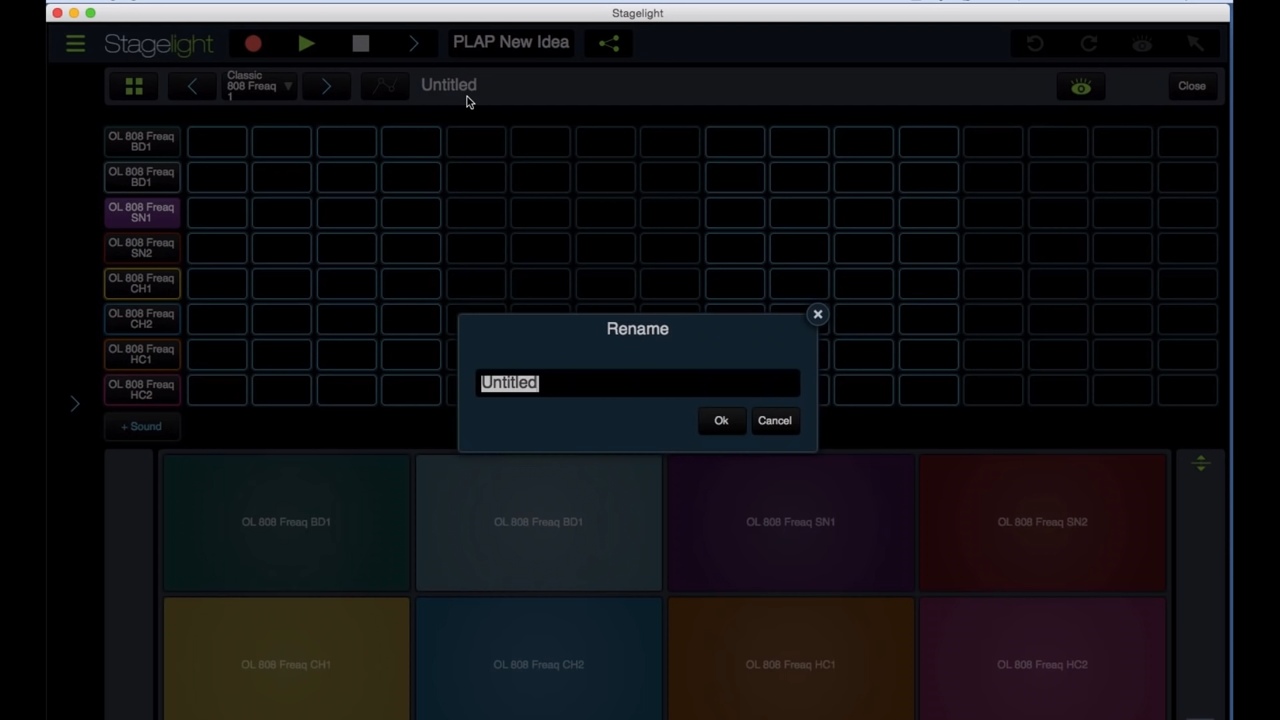 Stagelight
Stagelight
PLAP New Idea
Classic
808 Freaq
1
Untitled
Close
OL 808 Freaq
BD1
OL 808 Freaq
BD1
OL 808 Freaq
SN1
OL 808 Freaq
SN2
OL 808 Freaq
CH1
OL 808 Freaq
CH2
OL 808 Freaq
HC1
OL 808 Freaq
HC2
+ Sound
Rename
Untitled
Ok
Cancel
OL 808 Freaq BD1
OL 808 Freaq BD1
OL 808 Freaq SN1
OL 808 Freaq SN2
OL 808 Freaq CH1
OL 808 Freaq CH2
OL 808 Freaq HC1
OL 808 Freaq HC2